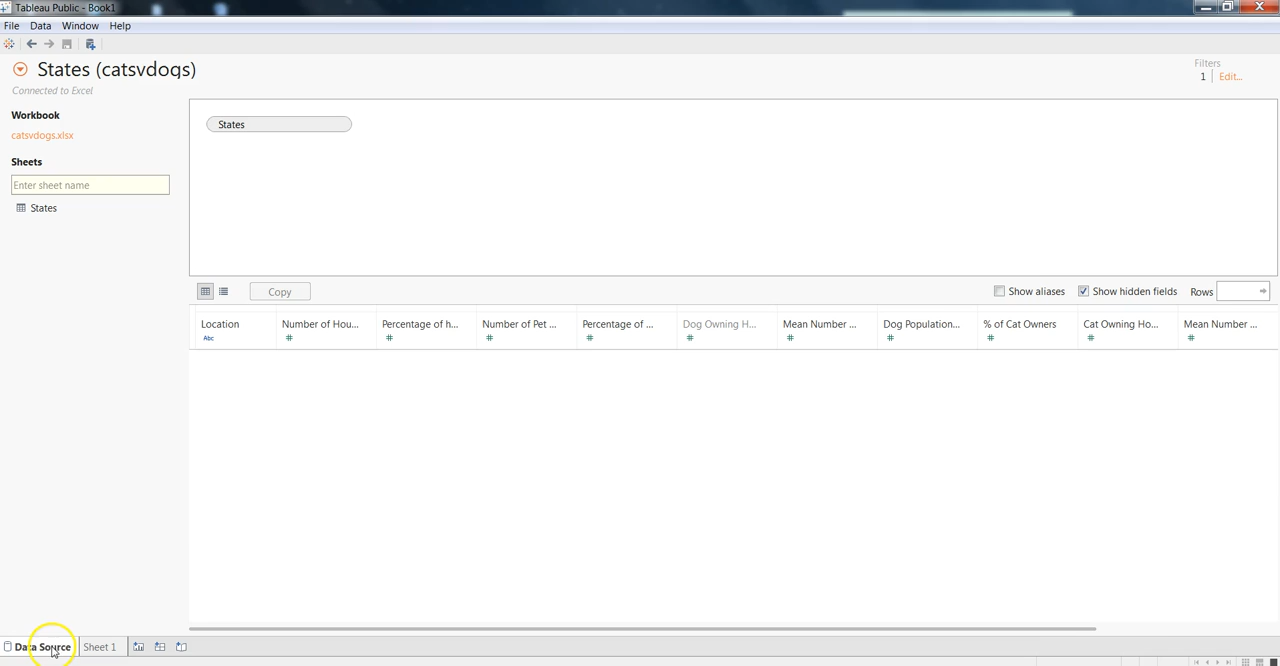 Tableau Public - Book1
File Data Window Help
States (catsvdogs)
Connected to Excel
Filters
1 Edit...
Workbook
catsvdogs.xlsx
Sheets
Enter sheet name
States
States
Copy
Show aliases Show hidden fields Rows
Location Number of Hou... Percentage of h... Number of Pet ... Percentage of ... Dog Owning H... Mean Number ... Dog Population... % of Cat Owners Cat Owning Ho... Mean Number ...
Abc # # # # # # # # # #
Data Source Sheet 1